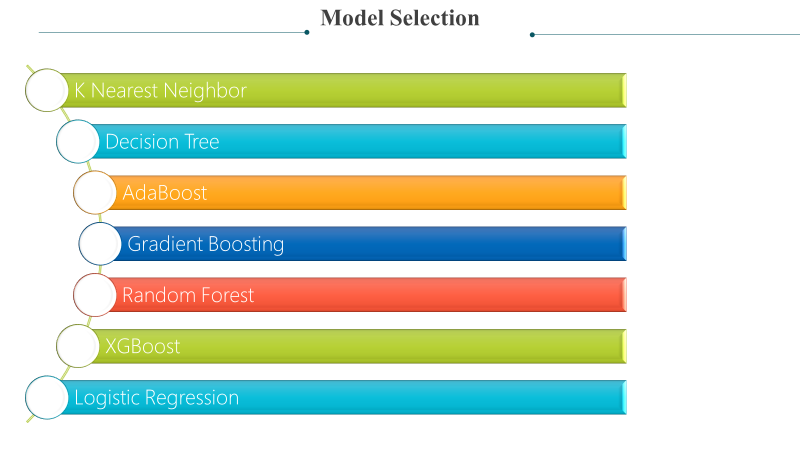 Model Selection
K Nearest Neighbor
Decision Tree
AdaBoost
Gradient Boosting
Random Forest
XGBoost
Logistic Regression